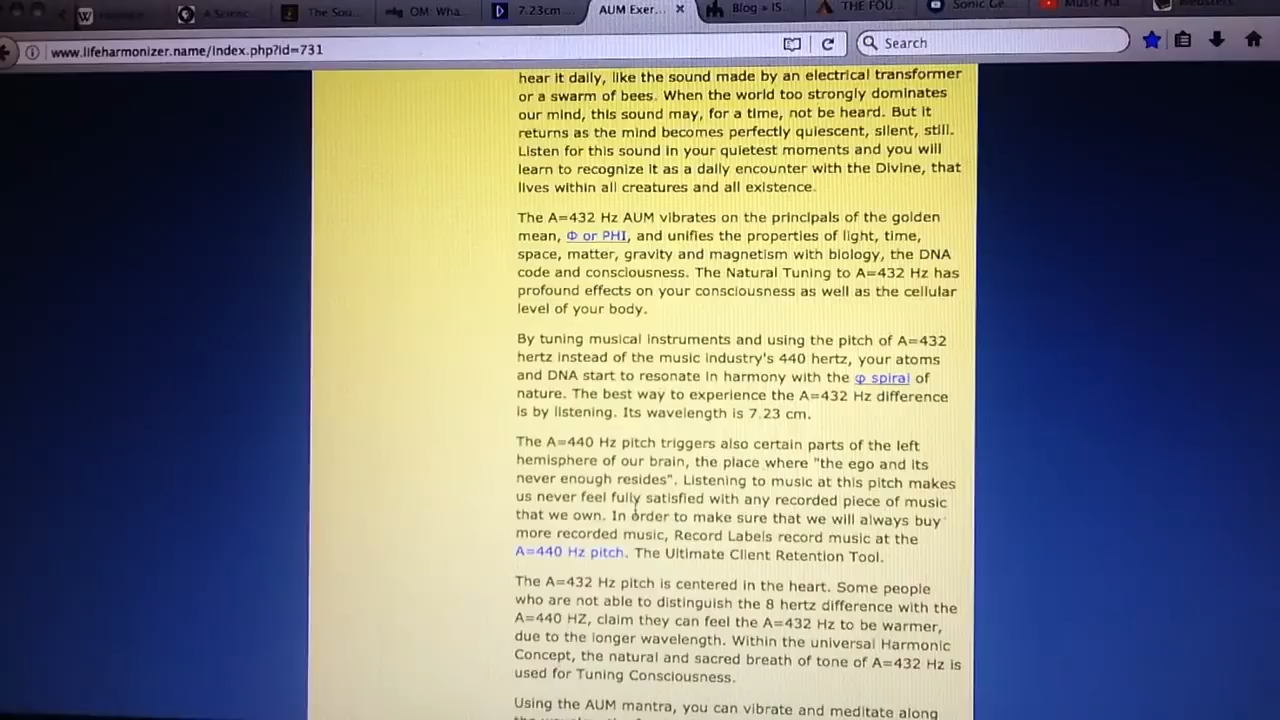 A Scienc...
The Sou...
OM: Wha...
7.23cm...
AUM Exer...
Blog » IS...
THE FOU...
Sonic Ge...
Music Ha...
www.lifeharmonizer.name/index.php?id=731
Search
hear it daily, like the sound made by an electrical transformer
or a swarm of bees. When the world too strongly dominates
our mind, this sound may, for a time, not be heard. But it
returns as the mind becomes perfectly quiescent, silent, still.
Listen for this sound in your quietest moments and you will
learn to recognize it as a daily encounter with the Divine, that
lives within all creatures and all existence.
The A=432 Hz AUM vibrates on the principals of the golden
mean, Φ or PHI, and unifies the properties of light, time,
space, matter, gravity and magnetism with biology, the DNA
code and consciousness. The Natural Tuning to A=432 Hz has
profound effects on your consciousness as well as the cellular
level of your body.
By tuning musical instruments and using the pitch of A=432
hertz instead of the music industry's 440 hertz, your atoms
and DNA start to resonate in harmony with the φ spiral of
nature. The best way to experience the A=432 Hz difference
is by listening. Its wavelength is 7.23 cm.
The A=440 Hz pitch triggers also certain parts of the left
hemisphere of our brain, the place where "the ego and its
never enough resides". Listening to music at this pitch makes
us never feel fully satisfied with any recorded piece of music
that we own. In order to make sure that we will always buy
more recorded music, Record Labels record music at the
A=440 Hz pitch. The Ultimate Client Retention Tool.
The A=432 Hz pitch is centered in the heart. Some people
who are not able to distinguish the 8 hertz difference with the
A=440 HZ, claim they can feel the A=432 Hz to be warmer,
due to the longer wavelength. Within the universal Harmonic
Concept, the natural and sacred breath of tone of A=432 Hz is
used for Tuning Consciousness.
Using the AUM mantra, you can vibrate and meditate along